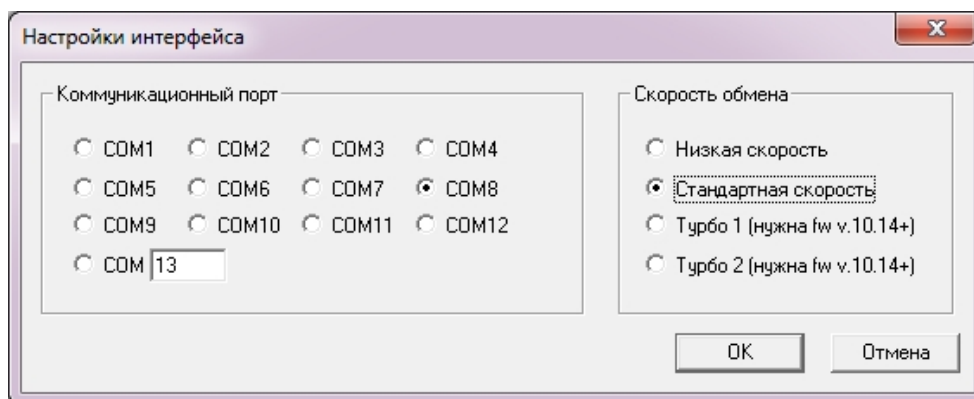 Настройки интерфейса
Коммуникационный порт
COM1 COM2 COM3 COM4
COM5 COM6 COM7 COM8
COM9 COM10 COM11 COM12
COM 13
Скорость обмена
Низкая скорость
Стандартная скорость
Турбо 1 (нужна fw v.10.14+)
Турбо 2 (нужна fw v.10.14+)
OK Отмена